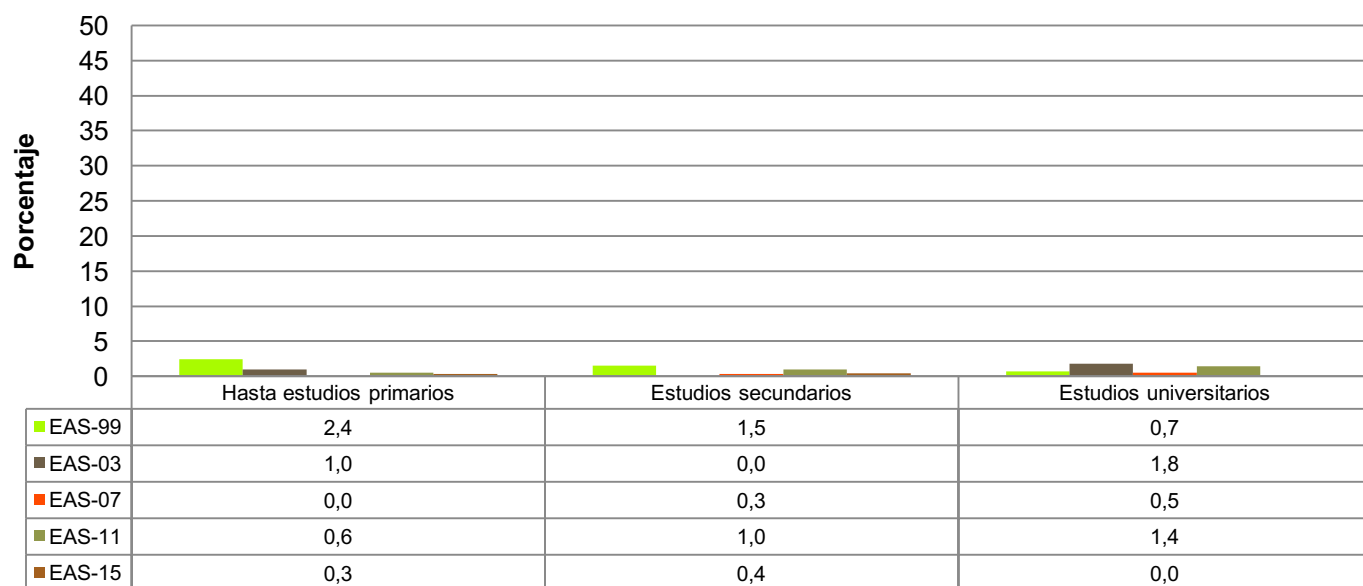 Porcentaje
50
45
40
35
30
25
20
15
10
5
0
Hasta estudios primarios Estudios secundarios Estudios universitarios
EAS-99 2,4 1,5 0,7
EAS-03 1,0 0,0 1,8
EAS-07 0,0 0,3 0,5
EAS-11 0,6 1,0 1,4
EAS-15 0,3 0,4 0,0